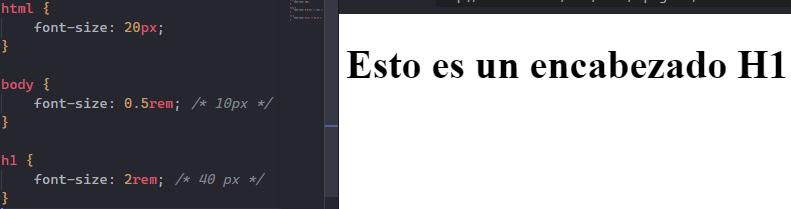 html {
font-size: 20px;
}
body {
font-size: 0.5rem; /* 10px */
}
h1 {
font-size: 2rem; /* 40 px */
}
Esto es un encabezado H1